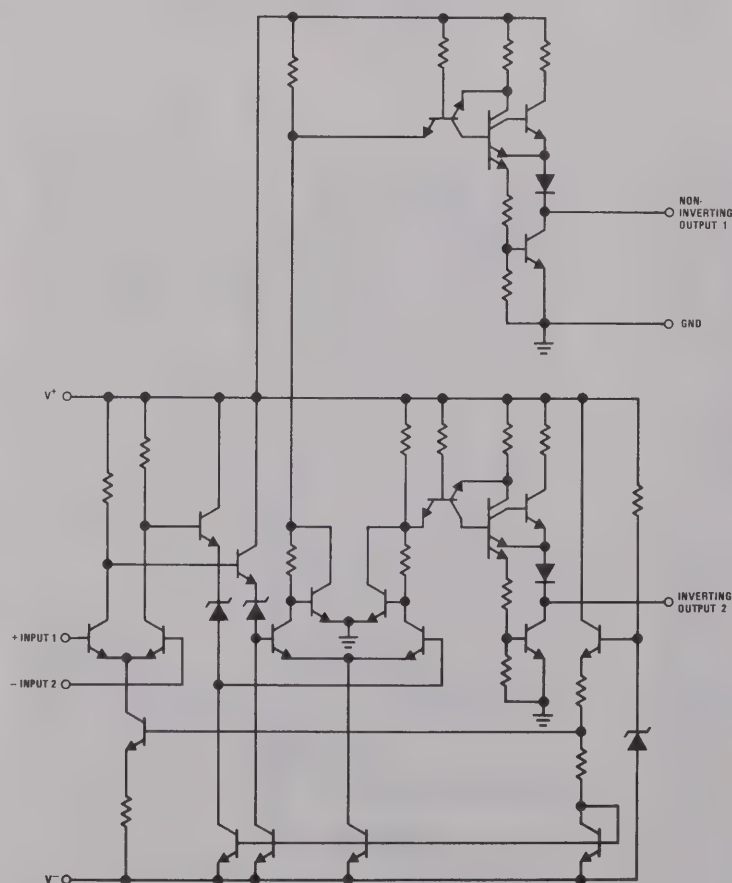 NON-
INVERTING
OUTPUT 1
GND
V+
INVERTING
OUTPUT 2
+ INPUT 1
- INPUT 2
V-